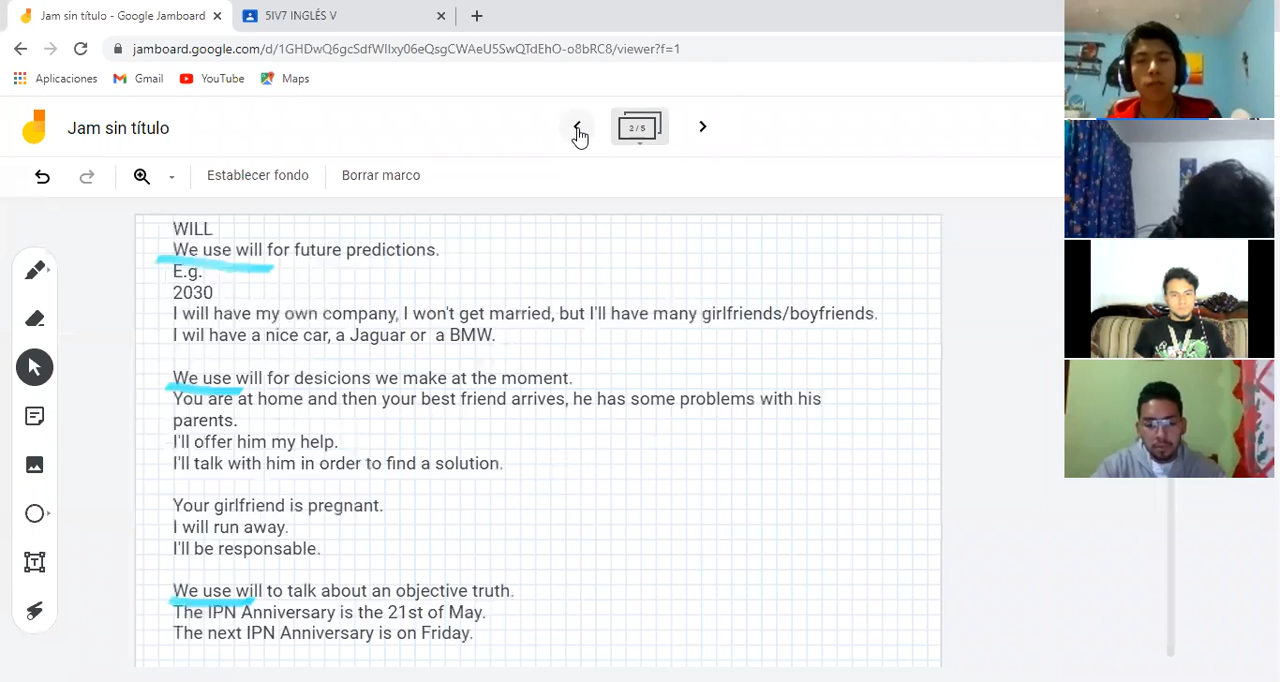 Jam sin título - Google Jamboard
5IV7 INGLÉS V
jamboard.google.com/d/1GHDwQ6gcSdfWlIxy06eQsgCWAeU5SwQTdEhO-o8bRC8/viewer?f=1
Aplicaciones Gmail YouTube Maps
Jam sin título
2 / 5
Establecer fondo Borrar marco
WILL
We use will for future predictions.
E.g.
2030
I will have my own company, I won't get married, but I'll have many girlfriends/boyfriends.
I wil have a nice car, a Jaguar or a BMW.
We use will for desicions we make at the moment.
You are at home and then your best friend arrives, he has some problems with his
parents.
I'll offer him my help.
I'll talk with him in order to find a solution.
Your girlfriend is pregnant.
I will run away.
I'll be responsable.
We use will to talk about an objective truth.
The IPN Anniversary is the 21st of May.
The next IPN Anniversary is on Friday.